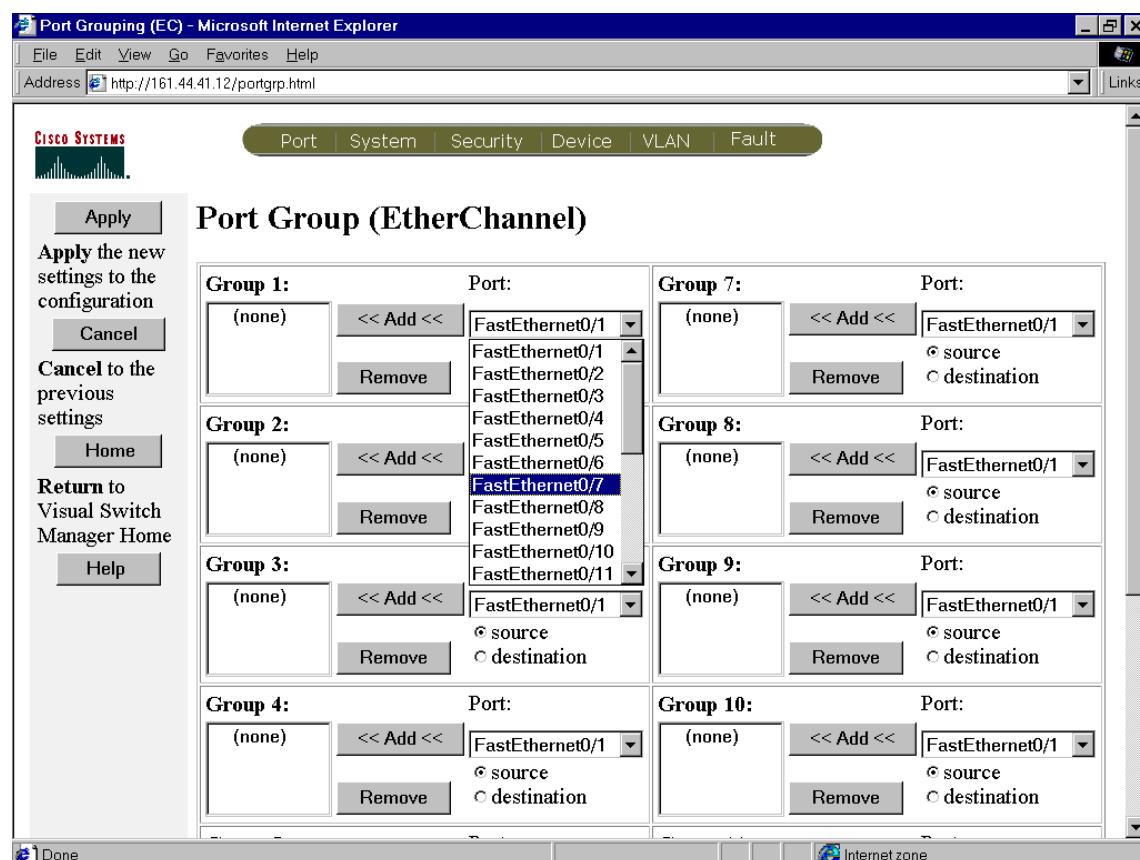 Port Grouping (EC) - Microsoft Internet Explorer
File Edit View Go Favorites Help
Address http://161.44.41.12/portgrp.html Links
CISCO SYSTEMS
Port | System | Security | Device | VLAN | Fault
Apply
Apply the new
settings to the
configuration
Cancel
Cancel to the
previous
settings
Home
Return to
Visual Switch
Manager Home
Help
Port Group (EtherChannel)
Group 1: Port:
(none) << Add << FastEthernet0/1
Remove
FastEthernet0/1
FastEthernet0/2
FastEthernet0/3
FastEthernet0/4
FastEthernet0/5
FastEthernet0/6
FastEthernet0/7
FastEthernet0/8
FastEthernet0/9
FastEthernet0/10
FastEthernet0/11
Group 2:
(none) << Add <<
Remove
Group 3:
(none) << Add << FastEthernet0/1
source
Remove destination
Group 4: Port:
(none) << Add << FastEthernet0/1
source
Remove destination
Group 7: Port:
(none) << Add << FastEthernet0/1
source
Remove destination
Group 8: Port:
(none) << Add << FastEthernet0/1
source
Remove destination
Group 9: Port:
(none) << Add << FastEthernet0/1
source
Remove destination
Group 10: Port:
(none) << Add << FastEthernet0/1
source
Remove destination
Done Internet zone